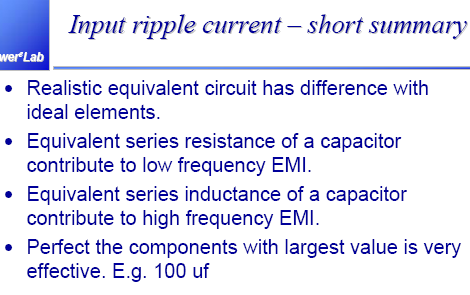 Input ripple current – short summary
wereLab
• Realistic equivalent circuit has difference with
ideal elements.
• Equivalent series resistance of a capacitor
contribute to low frequency EMI.
• Equivalent series inductance of a capacitor
contribute to high frequency EMI.
• Perfect the components with largest value is very
effective. E.g. 100 uf